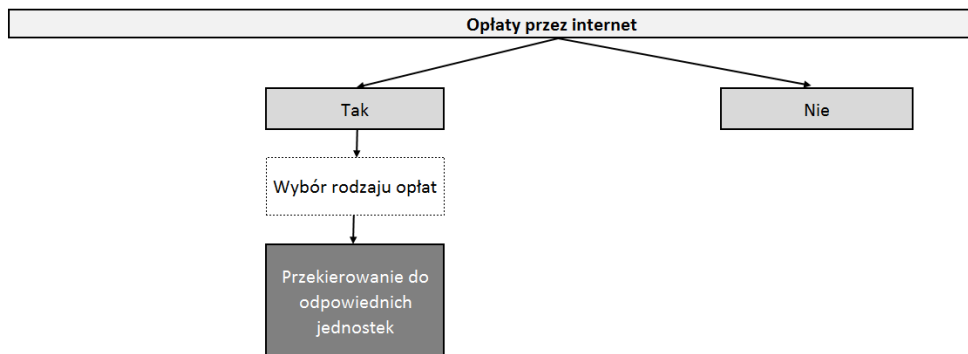 Opłaty przez internet
Tak
Nie
Wybór rodzaju opłat
Przekierowanie do
odpowiednich
jednostek